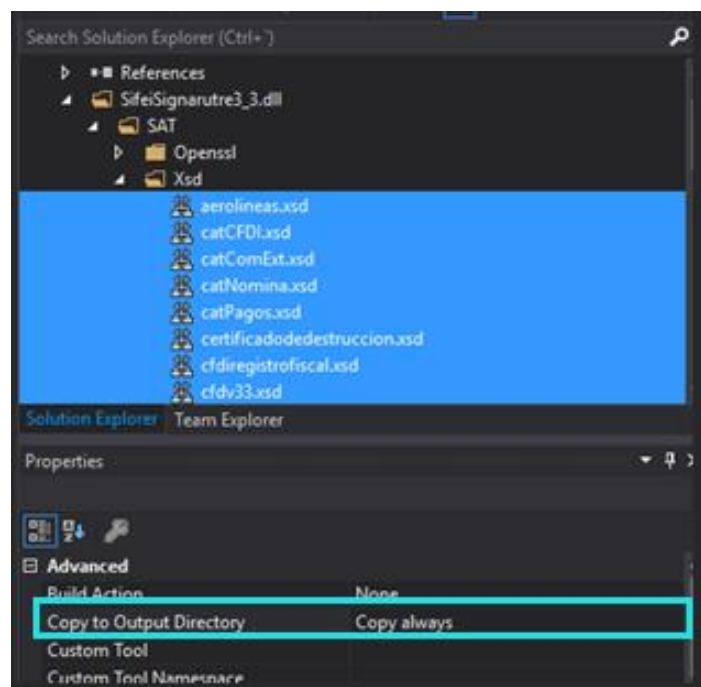 Search Solution Explorer (Ctrl+`)
References
SifeiSignarutre3_3.dll
SAT
Openssl
Xsd
aerolineas.xsd
catCFDI.xsd
catComExt.xsd
catNomina.xsd
catPagos.xsd
certificadodedestruccion.xsd
cfdiregistrofiscal.xsd
cfdv33.xsd
Solution Explorer Team Explorer
Properties
Advanced
Build Action None
Copy to Output Directory Copy always
Custom Tool
Custom Tool Namespace